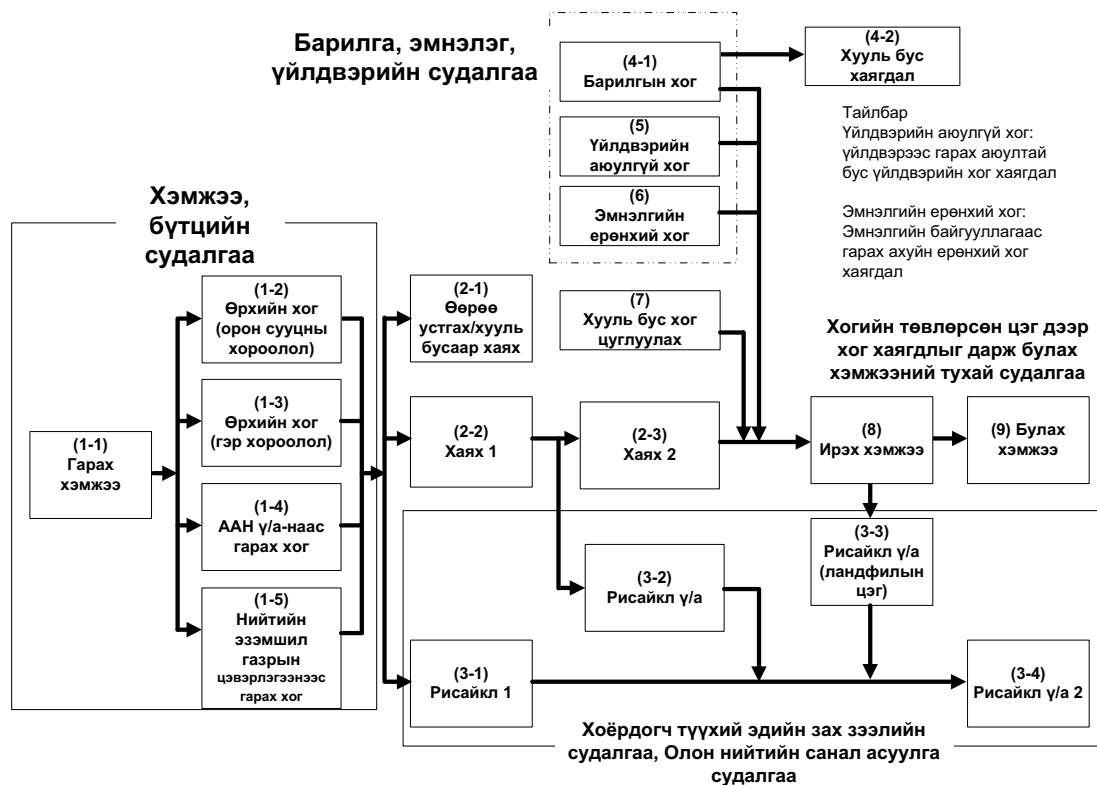 Барилга, эмнэлэг,
үйлдвэрийн судалгаа
(4-1)
Барилгын хог
(4-2)
Хууль бус
хаягдал
(5)
Үйлдвэрийн
аюулгүй хог
(6)
Эмнэлгийн
ерөнхий хог
Тайлбар
Үйлдвэрийн аюулгүй хог:
үйлдвэрээс гарах аюултай
бус үйлдвэрийн хог хаягдал
Эмнэлгийн ерөнхий хог:
Эмнэлгийн байгууллагаас
гарах ахуйн ерөнхий хог
хаягдал
Хэмжээ,
бүтцийн
судалгаа
(1-1)
Гарах
хэмжээ
(1-2)
Өрхийн хог
(орон сууцны
хороолол)
(1-3)
Өрхийн хог
(гэр хороолол)
(1-4)
ААН ү/а-наас
гарах хог
(1-5)
Нийтийн
эзэмшил
газрын
цэвэрлэгээнээс
гарах хог
(2-1)
Өөрөө
устгах/хууль
бусаар хаях
(7)
Хууль бус хог
цуглуулах
Хогийн төвлөрсөн цэг дээр
хог хаягдлыг дарж булах
хэмжээний тухай судалгаа
(2-2)
Хаях 1
(2-3)
Хаях 2
(8)
Ирэх хэмжээ
(9) Булах
хэмжээ
(3-2)
Рисайкл ү/а
(3-3)
Рисайкл ү/а
(ландфилын
цэг)
(3-1)
Рисайкл 1
(3-4)
Рисайкл ү/а 2
Хоёрдогч түүхий эдийн зах зээлийн
судалгаа, Олон нийтийн санал асуулга
судалгаа